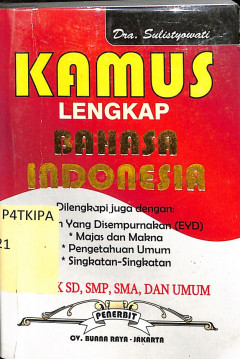 Dra. Sulistyowati
KAMUS
LENGKAP
BAHASA
INDONESIA
Dilengkapi juga dengan:
n Yang Disempurnakan (EYD)
* Majas dan Makna
* Pengetahuan Umum
* Singkatan-Singkatan
P4TKIPA
21
K SD, SMP, SMA, DAN UMUM
PENERBIT
CV. BUANA RAYA - JAKARTA